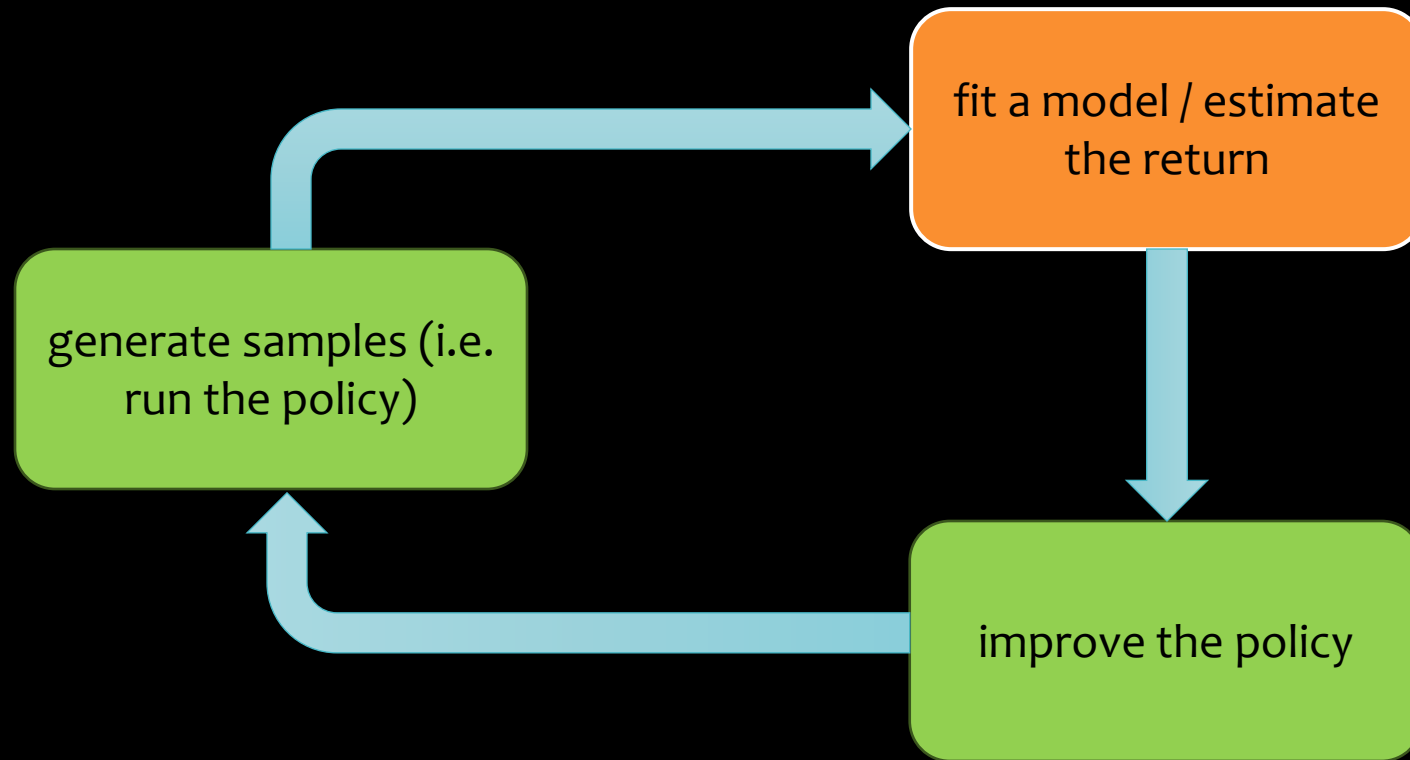 fit a model / estimate
the return
generate samples (i.e.
run the policy)
improve the policy